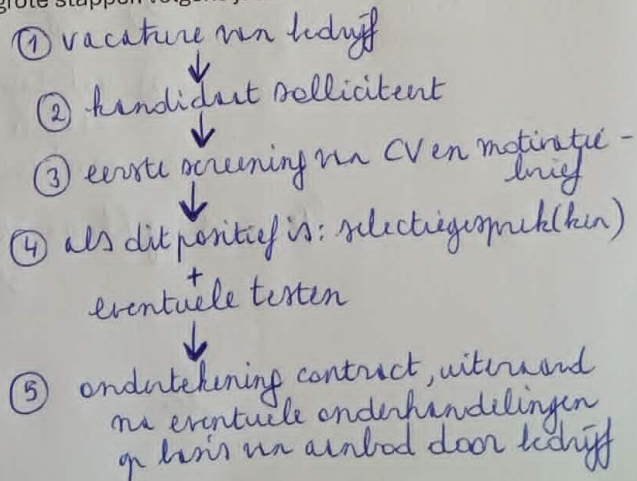 grote stappen volgens j
① vacature van bedrijf
② kandidaat solliciteert
③ eerste screening van CV en motivatie-
brief
④ als dit positief is: selectiegesprek(ken)
+
eventuele testen
⑤ ondertekening contract, uiteraard
na eventuele onderhandelingen
op basis van aanbod door bedrijf